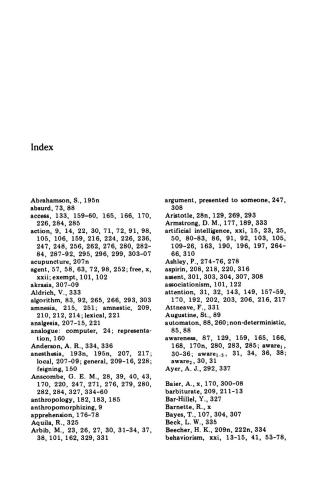 Index
Abrahamson, S., 195n
absurd, 73, 88
access, 133, 159-60, 165, 166, 170,
226, 284, 285
action, 9, 14, 22, 30, 71, 72, 91, 98,
105, 106, 159, 216, 224, 226, 236,
247, 248, 256, 262, 276, 280, 282-
84, 287-92, 295, 296, 299, 303-07
acupuncture, 207n
agent, 57, 58, 63, 72, 98, 252; free, x,
xxii; exempt, 101, 102
akrasia, 307-09
Aldrich, V., 333
algorithm, 83, 92, 265, 266, 293, 303
amnesia, 215, 251; amnestic, 209,
210, 212, 214; lexical, 221
analgesia, 207-15, 221
analogue: computer, 24; representa-
tion, 160
Anderson, A. R., 334, 336
anesthesia, 193n, 195n, 207, 217;
local, 207-09; general, 209-16, 228;
feigning, 150
Anscombe, G. E. M., 28, 39, 40, 43,
170, 220, 247, 271, 276, 279, 280,
282, 284, 327, 334-60
anthropology, 182, 183, 185
anthropomorphizing, 9
apprehension, 176-78
Aquila, R., 325
Arbib, M., 23, 26, 27, 30, 31-34, 37,
38, 101, 162, 329, 331
argument, presented to someone, 247,
308
Aristotle, 28n, 129, 269, 293
Armstrong, D. M., 177, 189, 333
artificial intelligence, xxi, 15, 23, 25,
50, 80-83, 86, 91, 92, 103, 105,
109-26, 163, 190, 196, 197, 264-
66, 310
Ashley, P., 274-76, 278
aspirin, 208, 218, 220, 316
assent, 301, 303, 304, 307, 308
associationism, 101, 122
attention, 31, 32, 143, 149, 157-59,
170, 192, 202, 203, 206, 216, 217
Attneave, F., 331
Augustine, St., 89
automaton, 88, 260; non-deterministic,
85, 88
awareness, 87, 129, 159, 165, 166,
168, 170n, 280, 283, 285; aware₁,
30-36; aware₁.₅, 31, 34, 36, 38;
aware₂, 30, 31
Ayer, A. J., 292, 337
Baier, A., x, 170, 300-08
barbiturate, 209, 211-13
Bar-Hillel, Y., 327
Barnette, R., x
Bayes, T., 107, 304, 307
Beck, L. W., 335
Beecher, H. K., 209n, 222n, 334
behaviorism, xxi, 13-15, 41, 53-78,